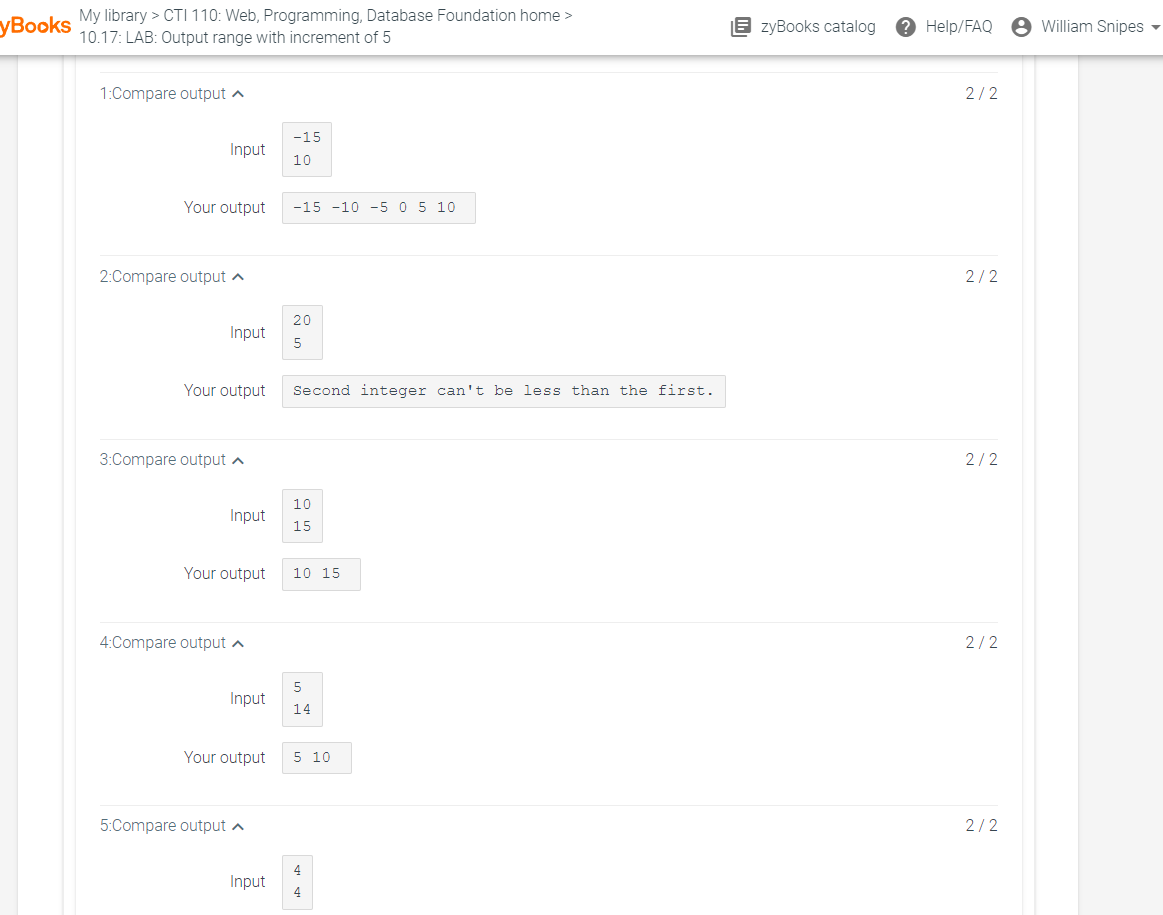 yBooks
My library > CTI 110: Web, Programming, Database Foundation home >
10.17: LAB: Output range with increment of 5
zyBooks catalog
Help/FAQ
William Snipes
1:Compare output
2 / 2
Input
-15
10
Your output
-15 -10 -5 0 5 10
2:Compare output
2 / 2
Input
20
5
Your output
Second integer can't be less than the first.
3:Compare output
2 / 2
Input
10
15
Your output
10 15
4:Compare output
2 / 2
Input
5
14
Your output
5 10
5:Compare output
2 / 2
Input
4
4